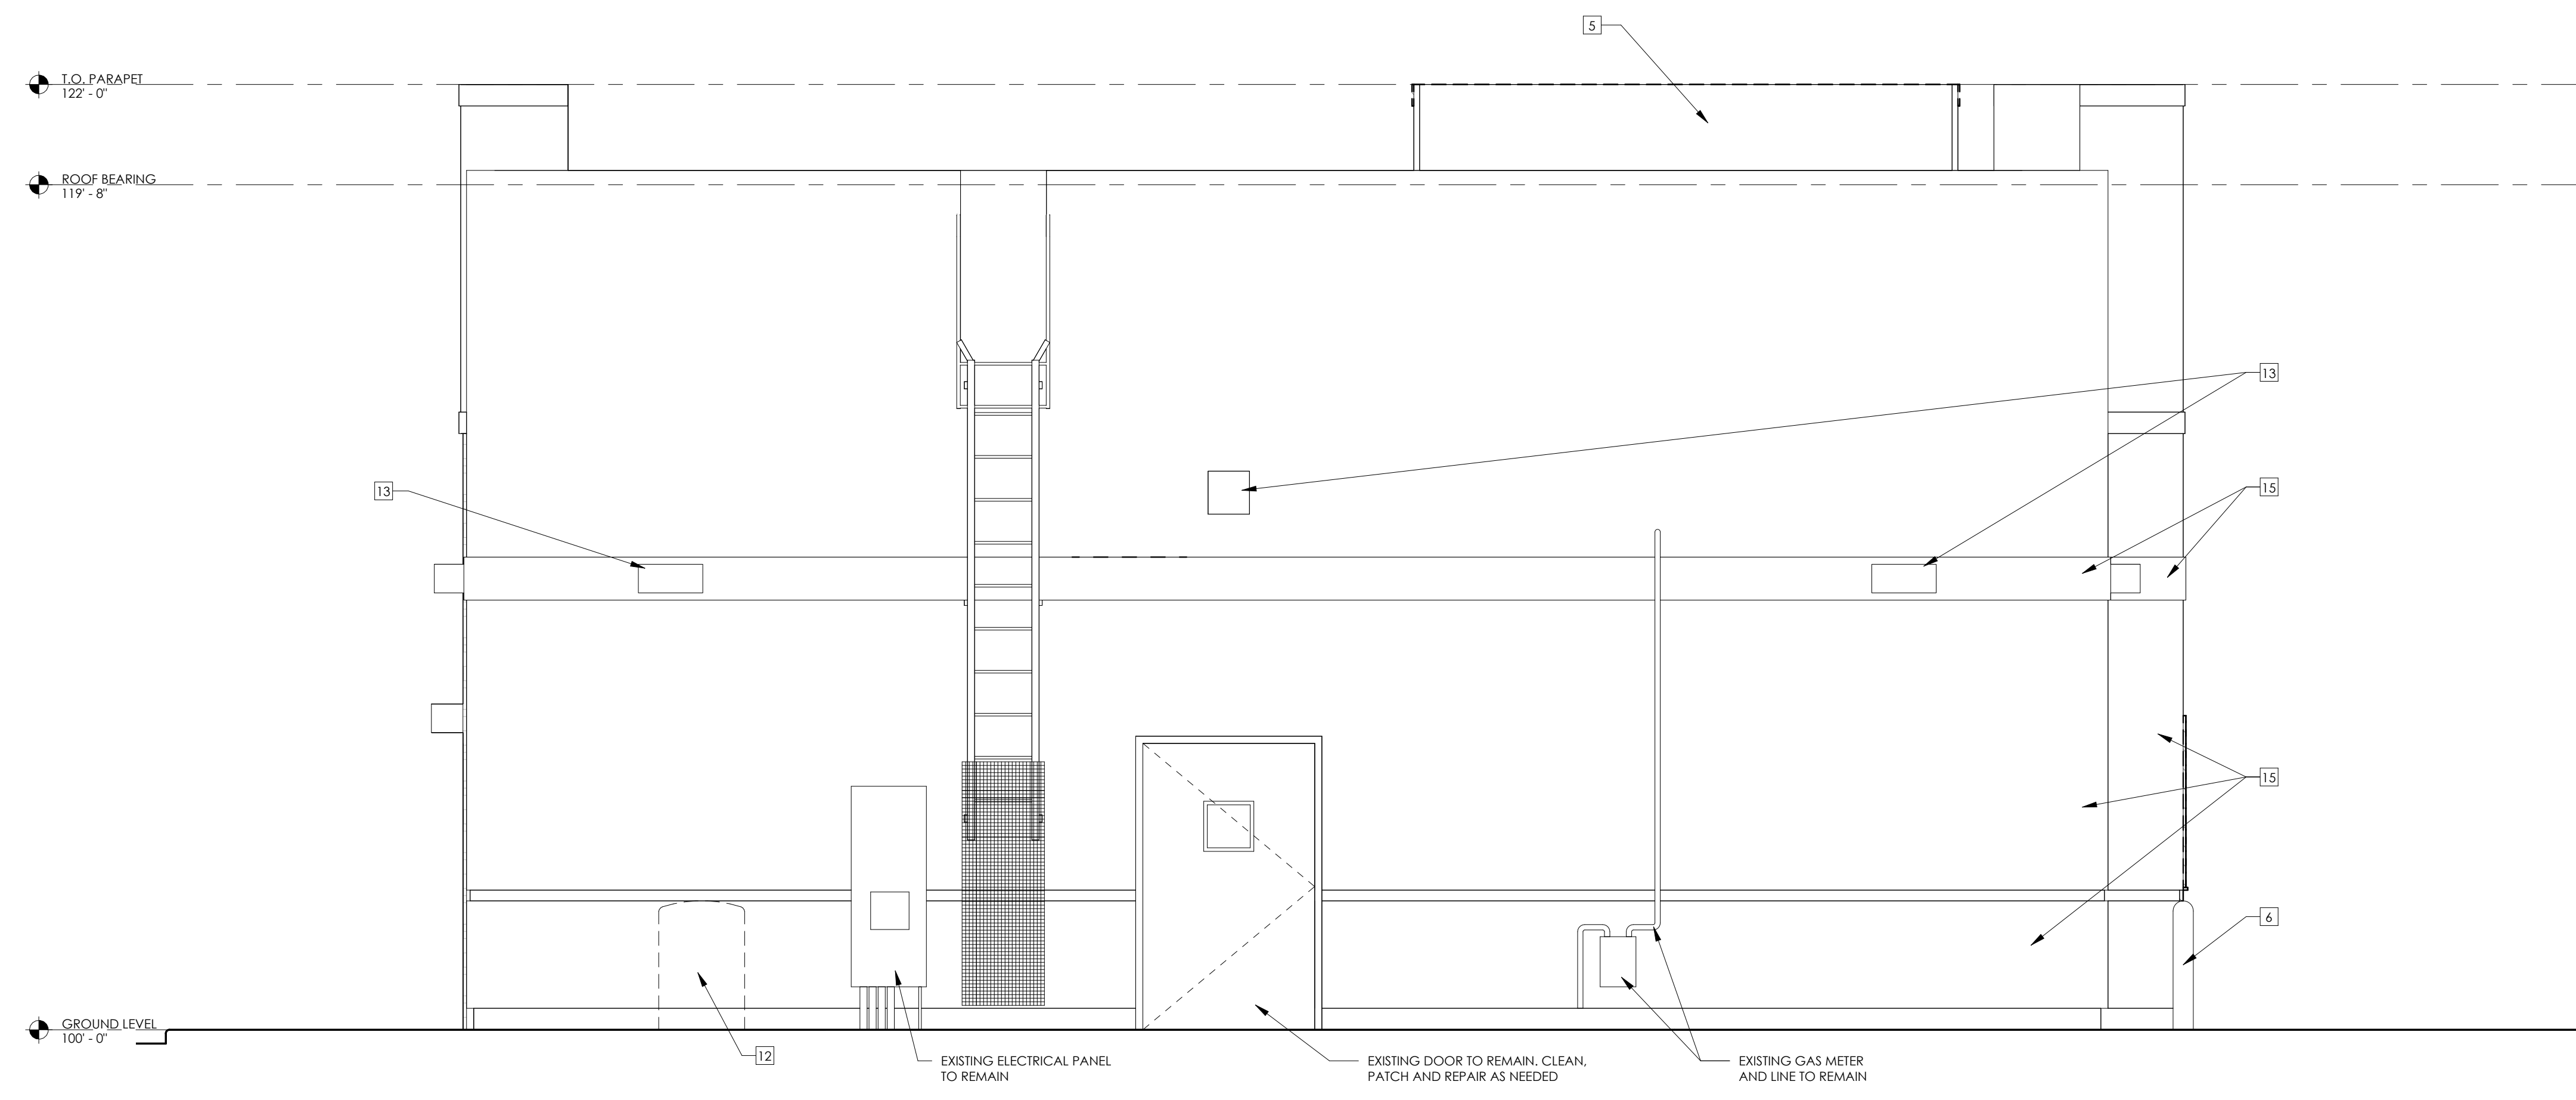 5
T.O. PARAPET
122' - 0"
ROOF BEARING
119' - 8"
13
13
15
15
6
GROUND LEVEL
100' - 0"
12
EXISTING ELECTRICAL PANEL
TO REMAIN
EXISTING DOOR TO REMAIN. CLEAN,
PATCH AND REPAIR AS NEEDED
EXISTING GAS METER
AND LINE TO REMAIN